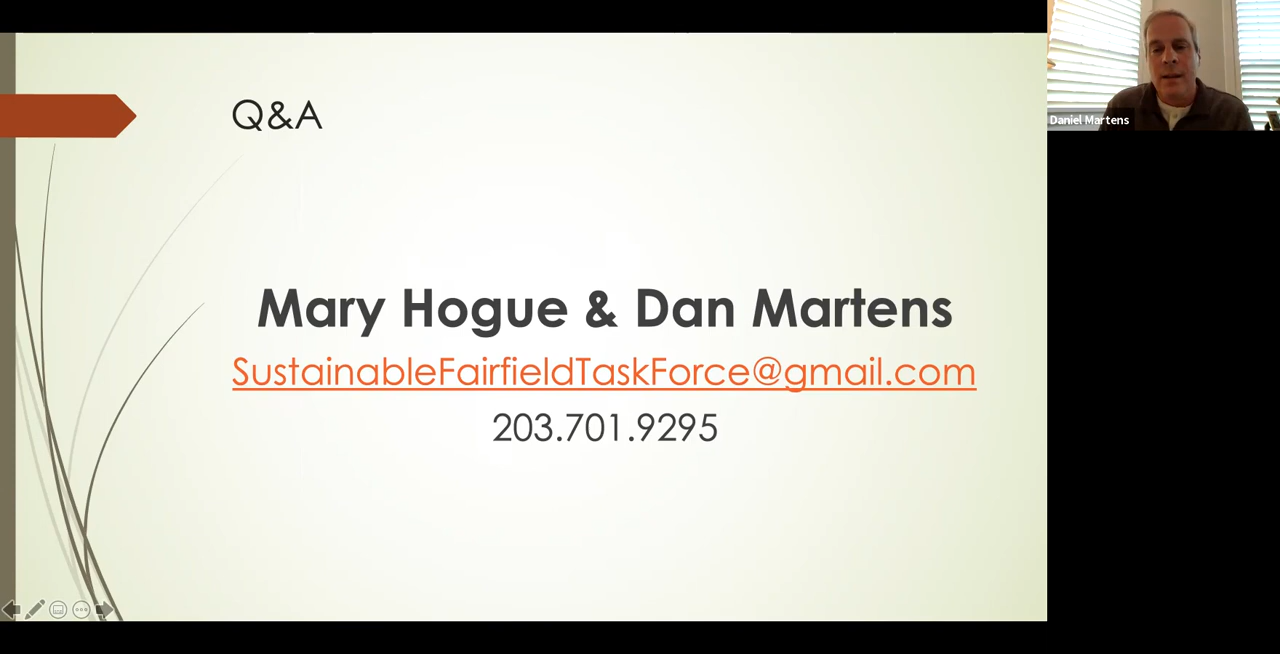 Q&A
Mary Hogue & Dan Martens
SustainableFairfieldTaskForce@gmail.com
203.701.9295
Daniel Martens